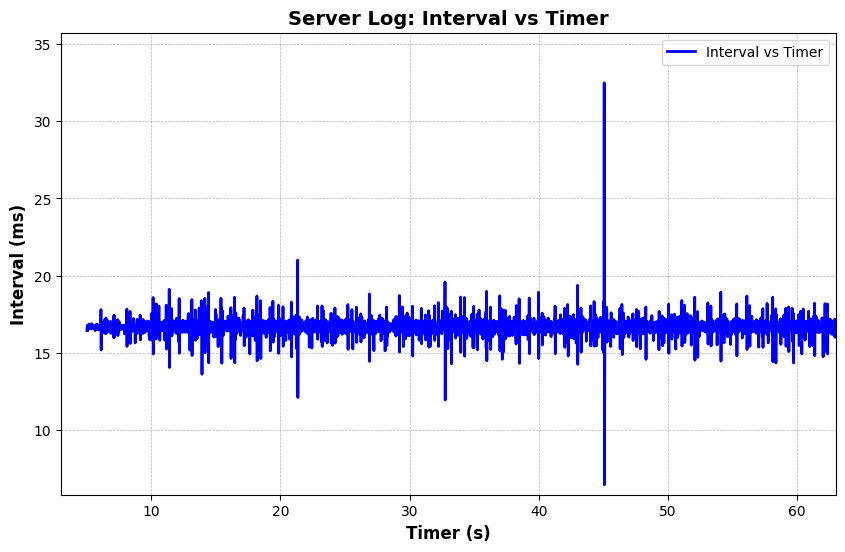 Server Log: Interval vs Timer
Interval vs Timer
35
30
25
20
15
10
Interval (ms)
10 20 30 40 50 60
Timer (s)